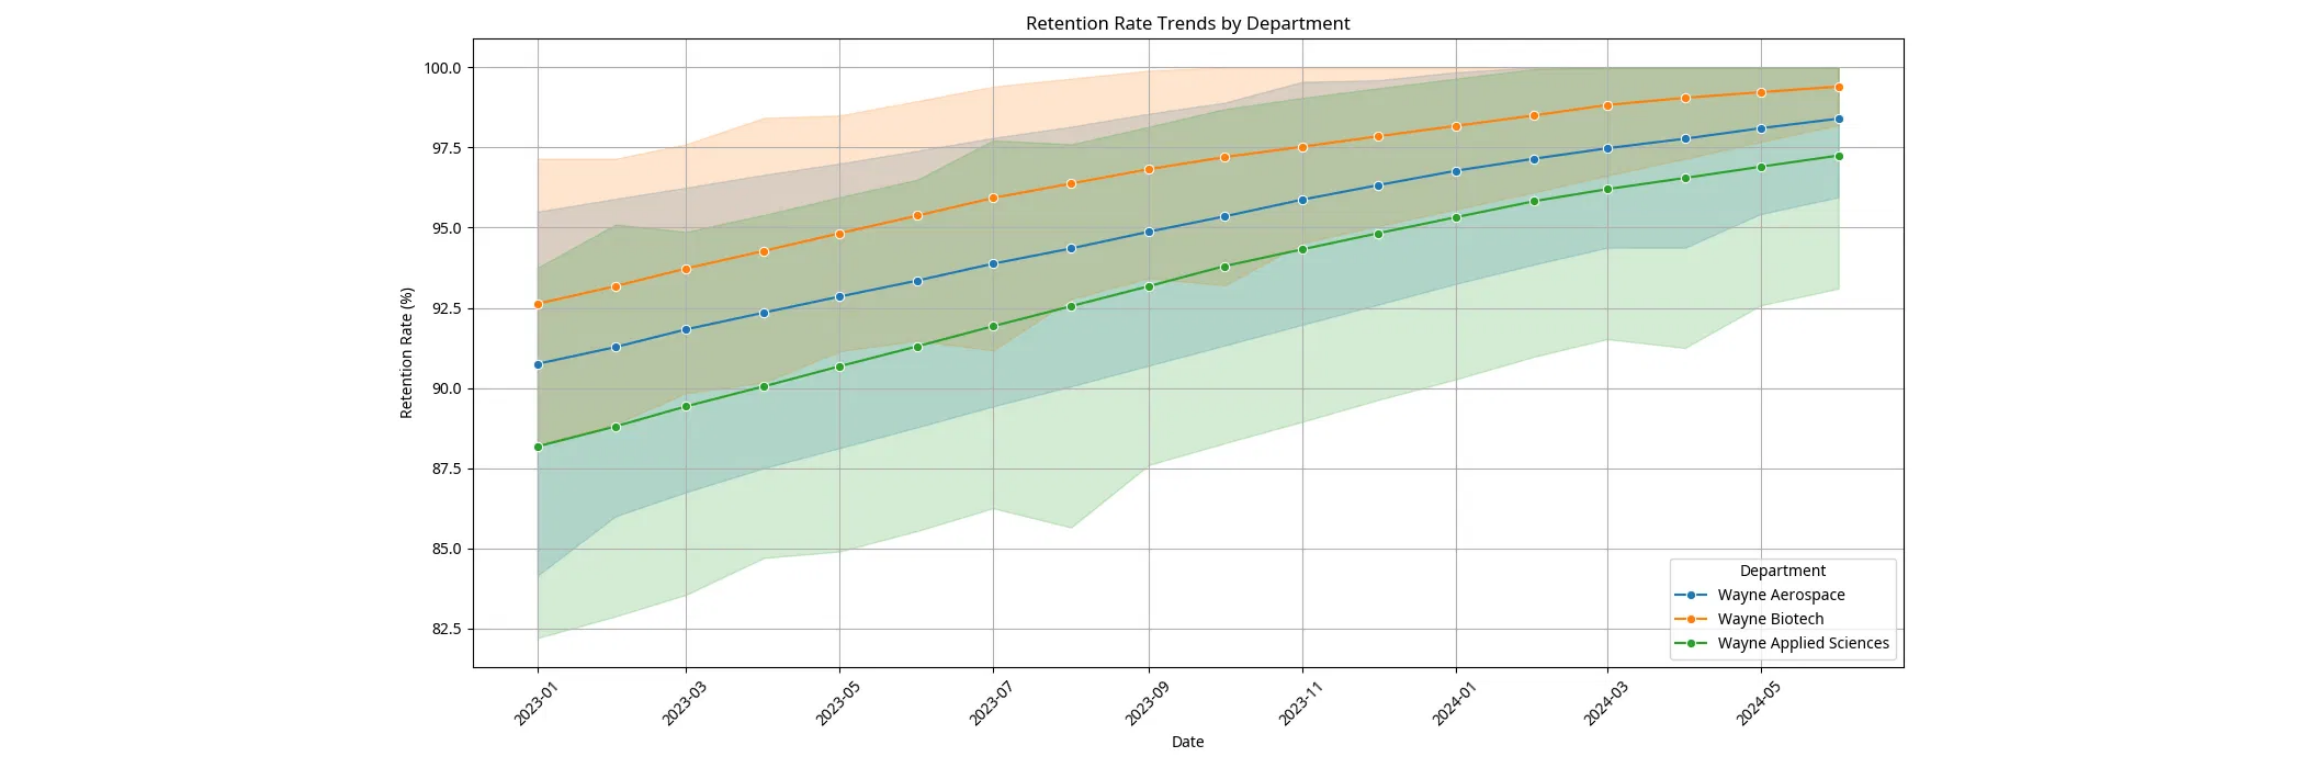 Retention Rate Trends by Department
Retention Rate (%)
100.0
97.5
95.0
92.5
90.0
87.5
85.0
82.5
2023-01
2023-03
2023-05
2023-07
2023-09
2023-11
2024-01
2024-03
2024-05
Date
Department
Wayne Aerospace
Wayne Biotech
Wayne Applied Sciences